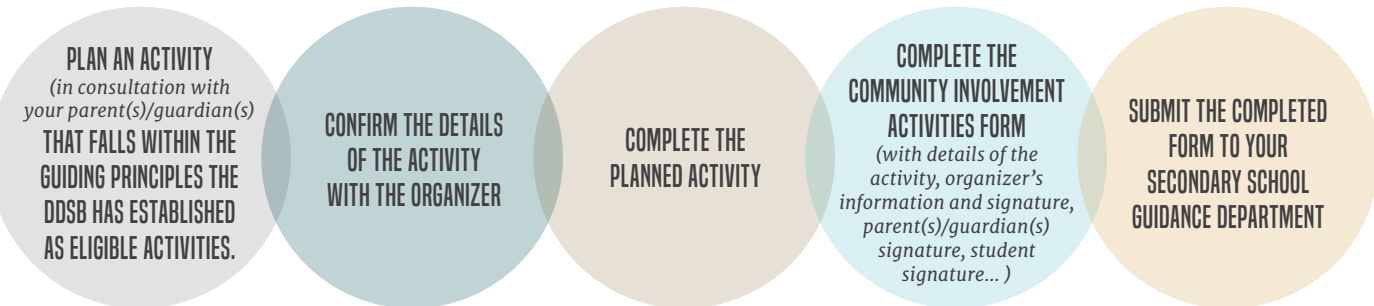 PLAN AN ACTIVITY
(in consultation with
your parent(s)/guardian(s)
THAT FALLS WITHIN THE
GUIDING PRINCIPLES THE
DDSB HAS ESTABLISHED
AS ELIGIBLE ACTIVITIES.
CONFIRM THE DETAILS
OF THE ACTIVITY
WITH THE ORGANIZER
COMPLETE THE
PLANNED ACTIVITY
COMPLETE THE
COMMUNITY INVOLVEMENT
ACTIVITIES FORM
(with details of the
activity, organizer's
information and signature,
parent(s)/guardian(s)
signature, student
signature... )
SUBMIT THE COMPLETED
FORM TO YOUR
SECONDARY SCHOOL
GUIDANCE DEPARTMENT